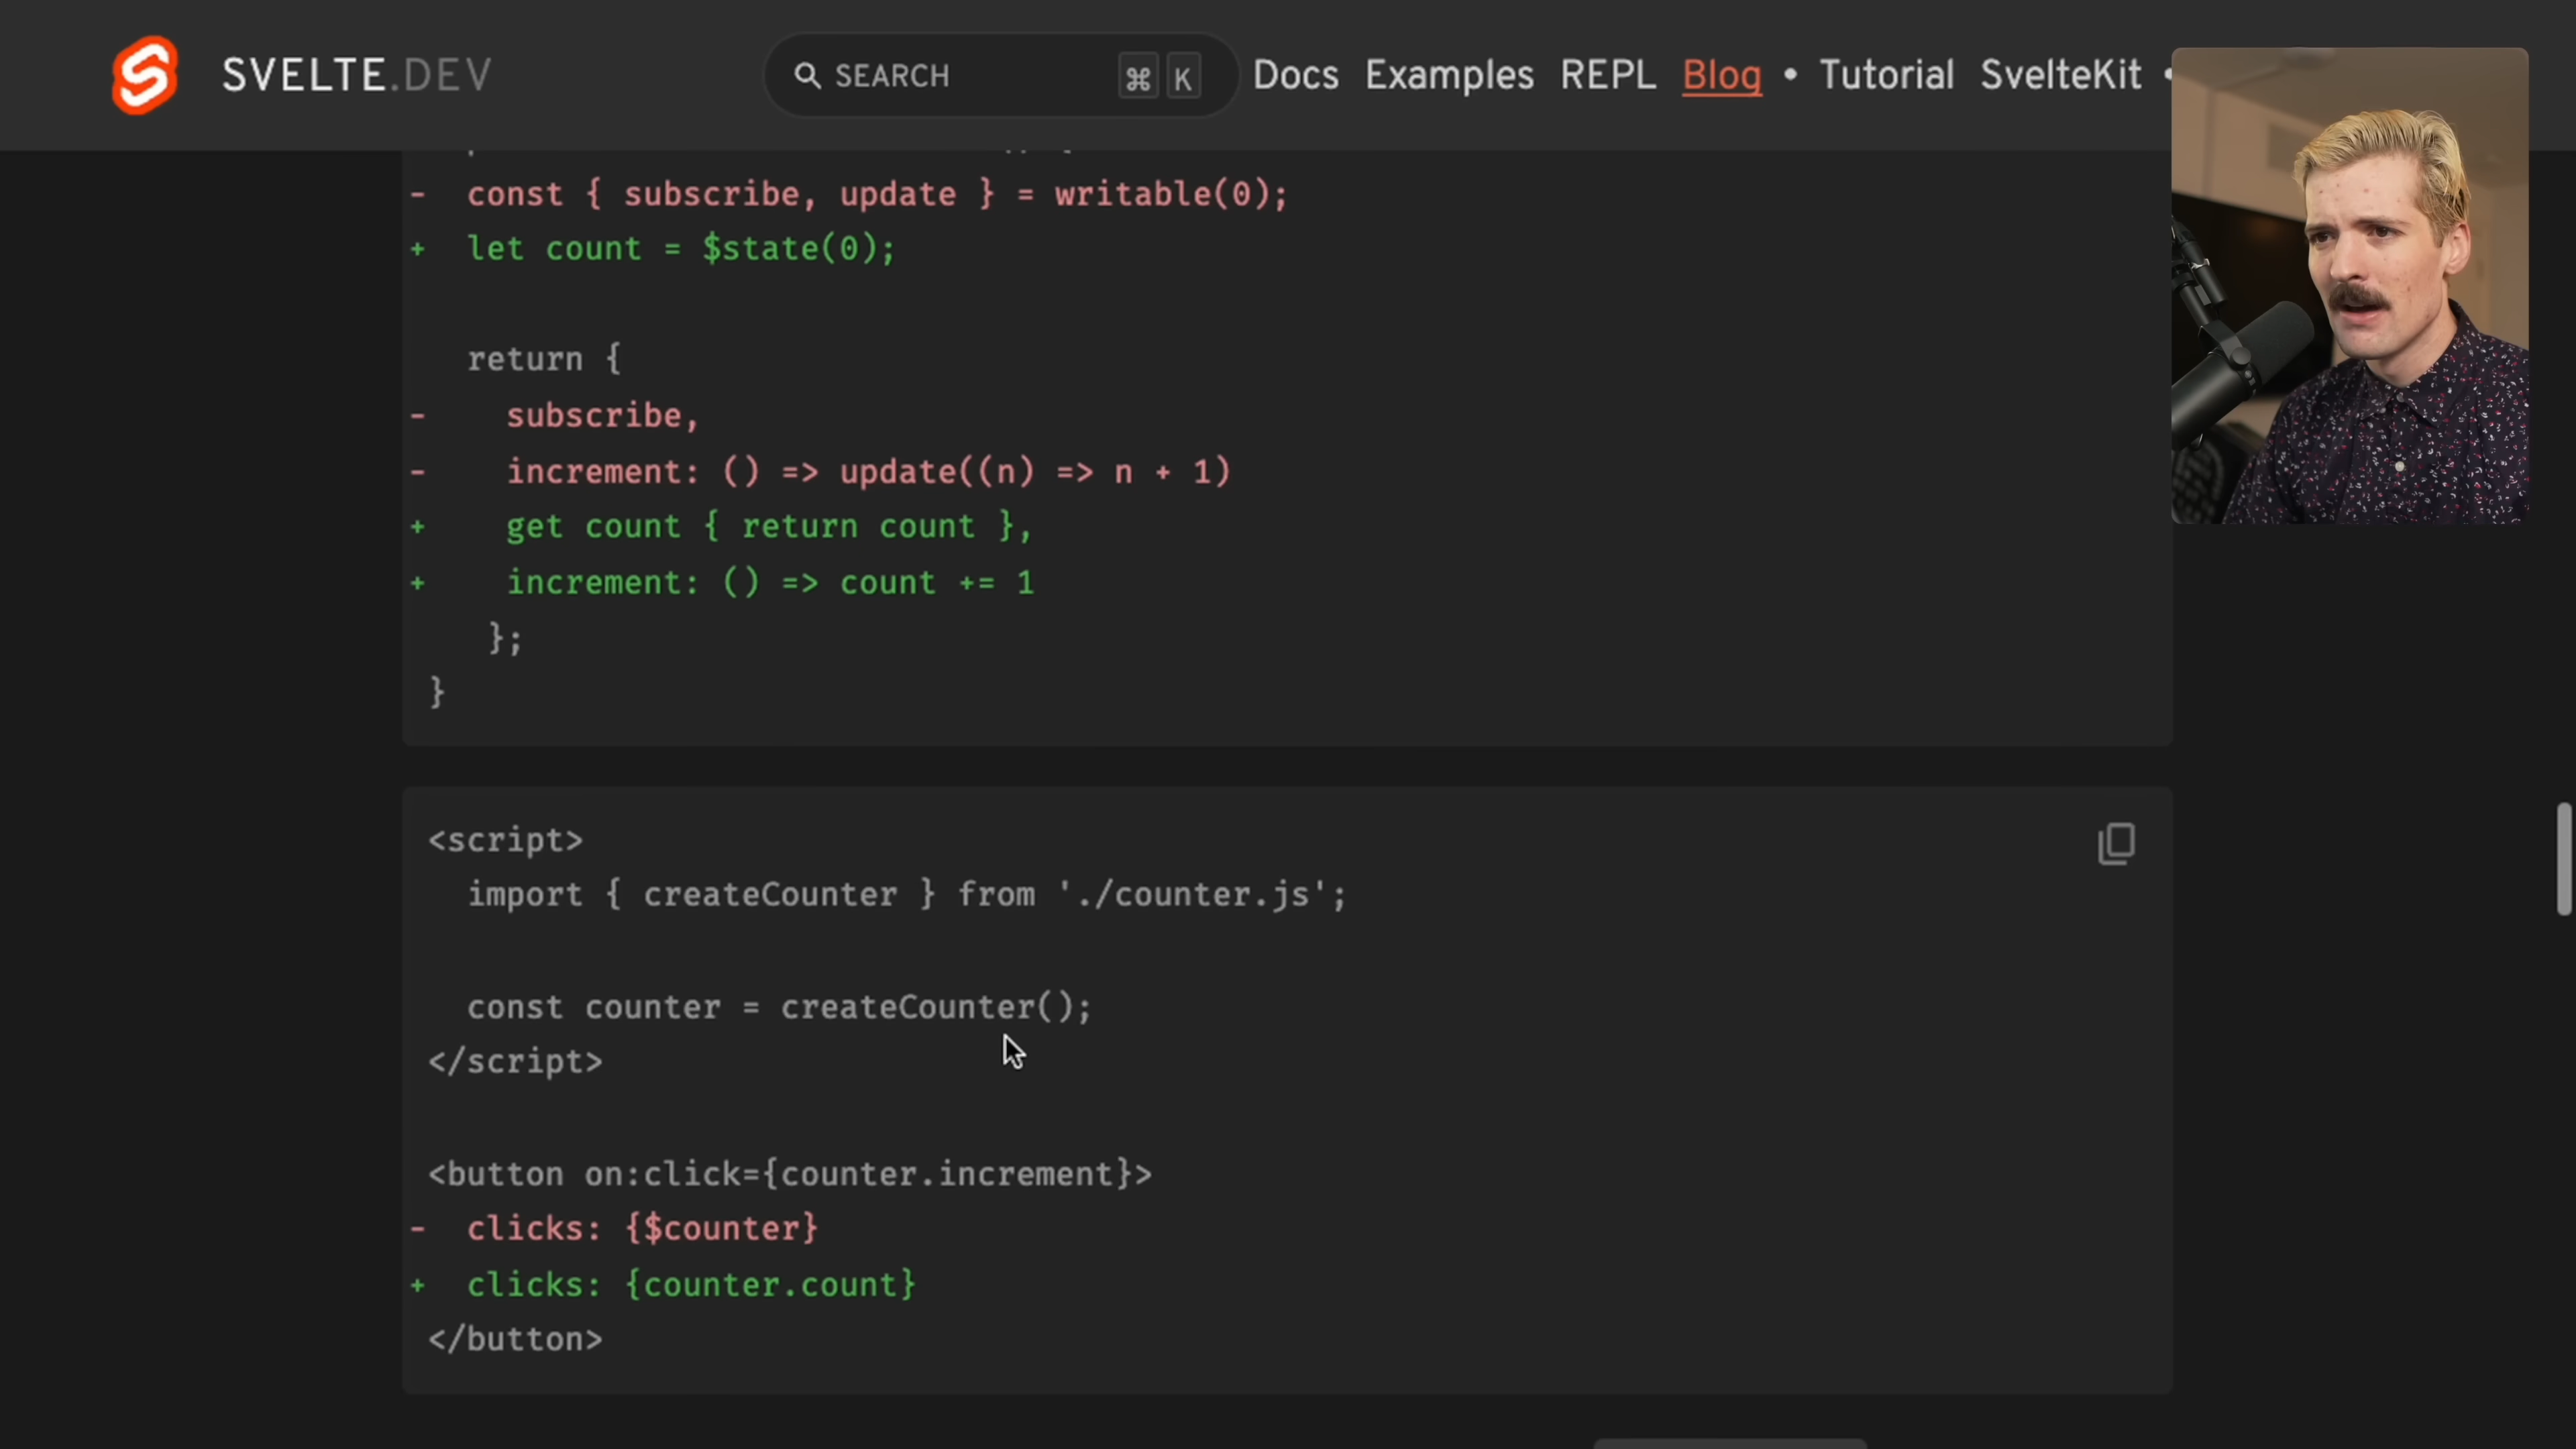 SVELTE.DEV
SEARCH ⌘ K
Docs Examples REPL Blog • Tutorial SvelteKit •
- const { subscribe, update } = writable(0);
+ let count = $state(0);
return {
- subscribe,
- increment: () => update((n) => n + 1)
+ get count { return count },
+ increment: () => count += 1
};
}
<script>
import { createCounter } from './counter.js';
const counter = createCounter();
</script>
<button on:click={counter.increment}>
- clicks: {$counter}
+ clicks: {counter.count}
</button>